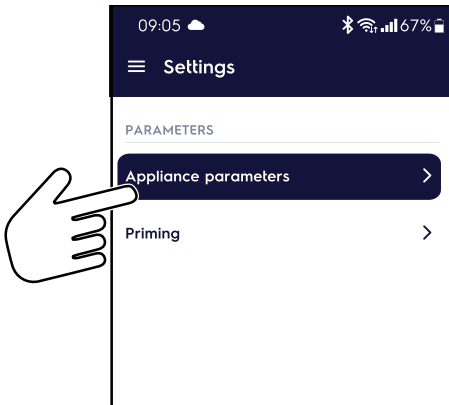 09:05 67%
Settings
PARAMETERS
Appliance parameters
Priming